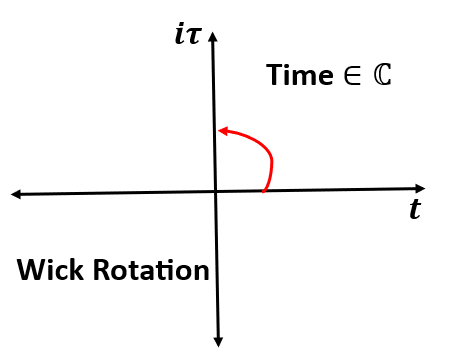 iτ
Time ∈ ℂ
t
Wick Rotation